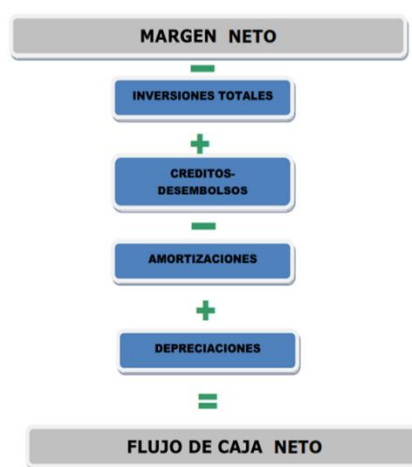 MARGEN NETO
-
INVERSIONES TOTALES
+
CREDITOS-
DESEMBOLSOS
-
AMORTIZACIONES
+
DEPRECIACIONES
=
FLUJO DE CAJA NETO